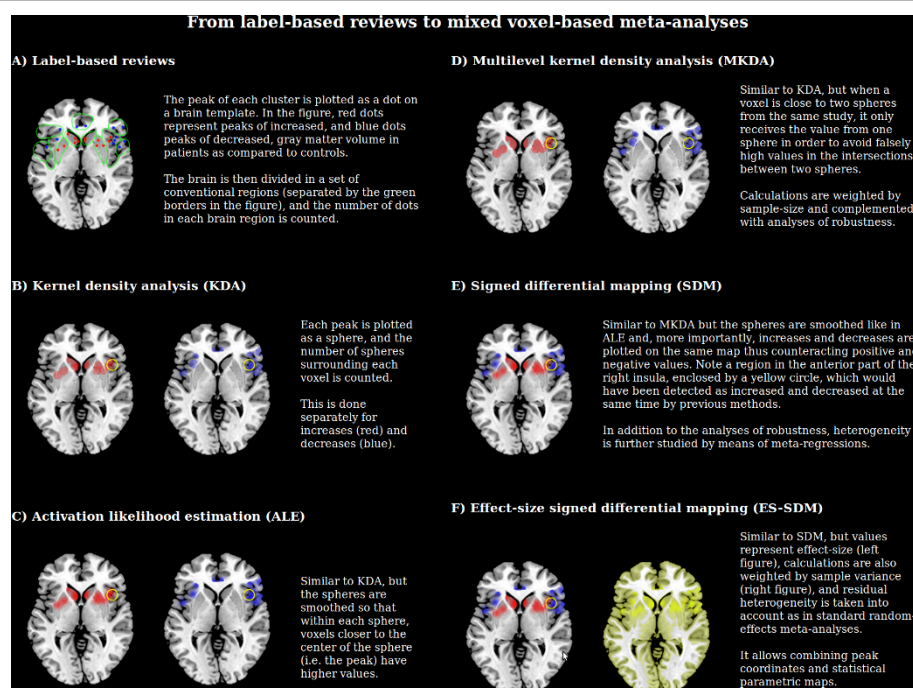 From label-based reviews to mixed voxel-based meta-analyses
A) Label-based reviews
The peak of each cluster is plotted as a dot on
a brain template. In the figure, red dots
represent peaks of increased, and blue dots
peaks of decreased, gray matter volume in
patients as compared to controls.
The brain is then divided in a set of
conventional regions (separated by the green
borders in the figure), and the number of dots
in each brain region is counted.
B) Kernel density analysis (KDA)
Each peak is plotted
as a sphere, and the
number of spheres
surrounding each
voxel is counted.
This is done
separately for
increases (red) and
decreases (blue).
C) Activation likelihood estimation (ALE)
Similar to KDA, but
the spheres are
smoothed so that
within each sphere,
voxels closer to the
center of the sphere
(i.e. the peak) have
higher values.
D) Multilevel kernel density analysis (MKDA)
Similar to KDA, but when a
voxel is close to two spheres
from the same study, it only
receives the value from one
sphere in order to avoid falsely
high values in the intersections
between two spheres.
Calculations are weighted by
sample-size and complemented
with analyses of robustness.
E) Signed differential mapping (SDM)
Similar to MKDA but the spheres are smoothed like in
ALE and, more importantly, increases and decreases are
plotted on the same map thus counteracting positive and
negative values. Note a region in the anterior part of the
right insula, enclosed by a yellow circle, which would
have been detected as increased and decreased at the
same time by previous methods.
In addition to the analyses of robustness, heterogeneity
is further studied by means of meta-regressions.
F) Effect-size signed differential mapping (ES-SDM)
Similar to SDM, but values
represent effect-size (left
figure), calculations are also
weighted by sample variance
(right figure), and residual
heterogeneity is taken into
account as in standard random-
effects meta-analyses.
It allows combining peak
coordinates and statistical
parametric maps.